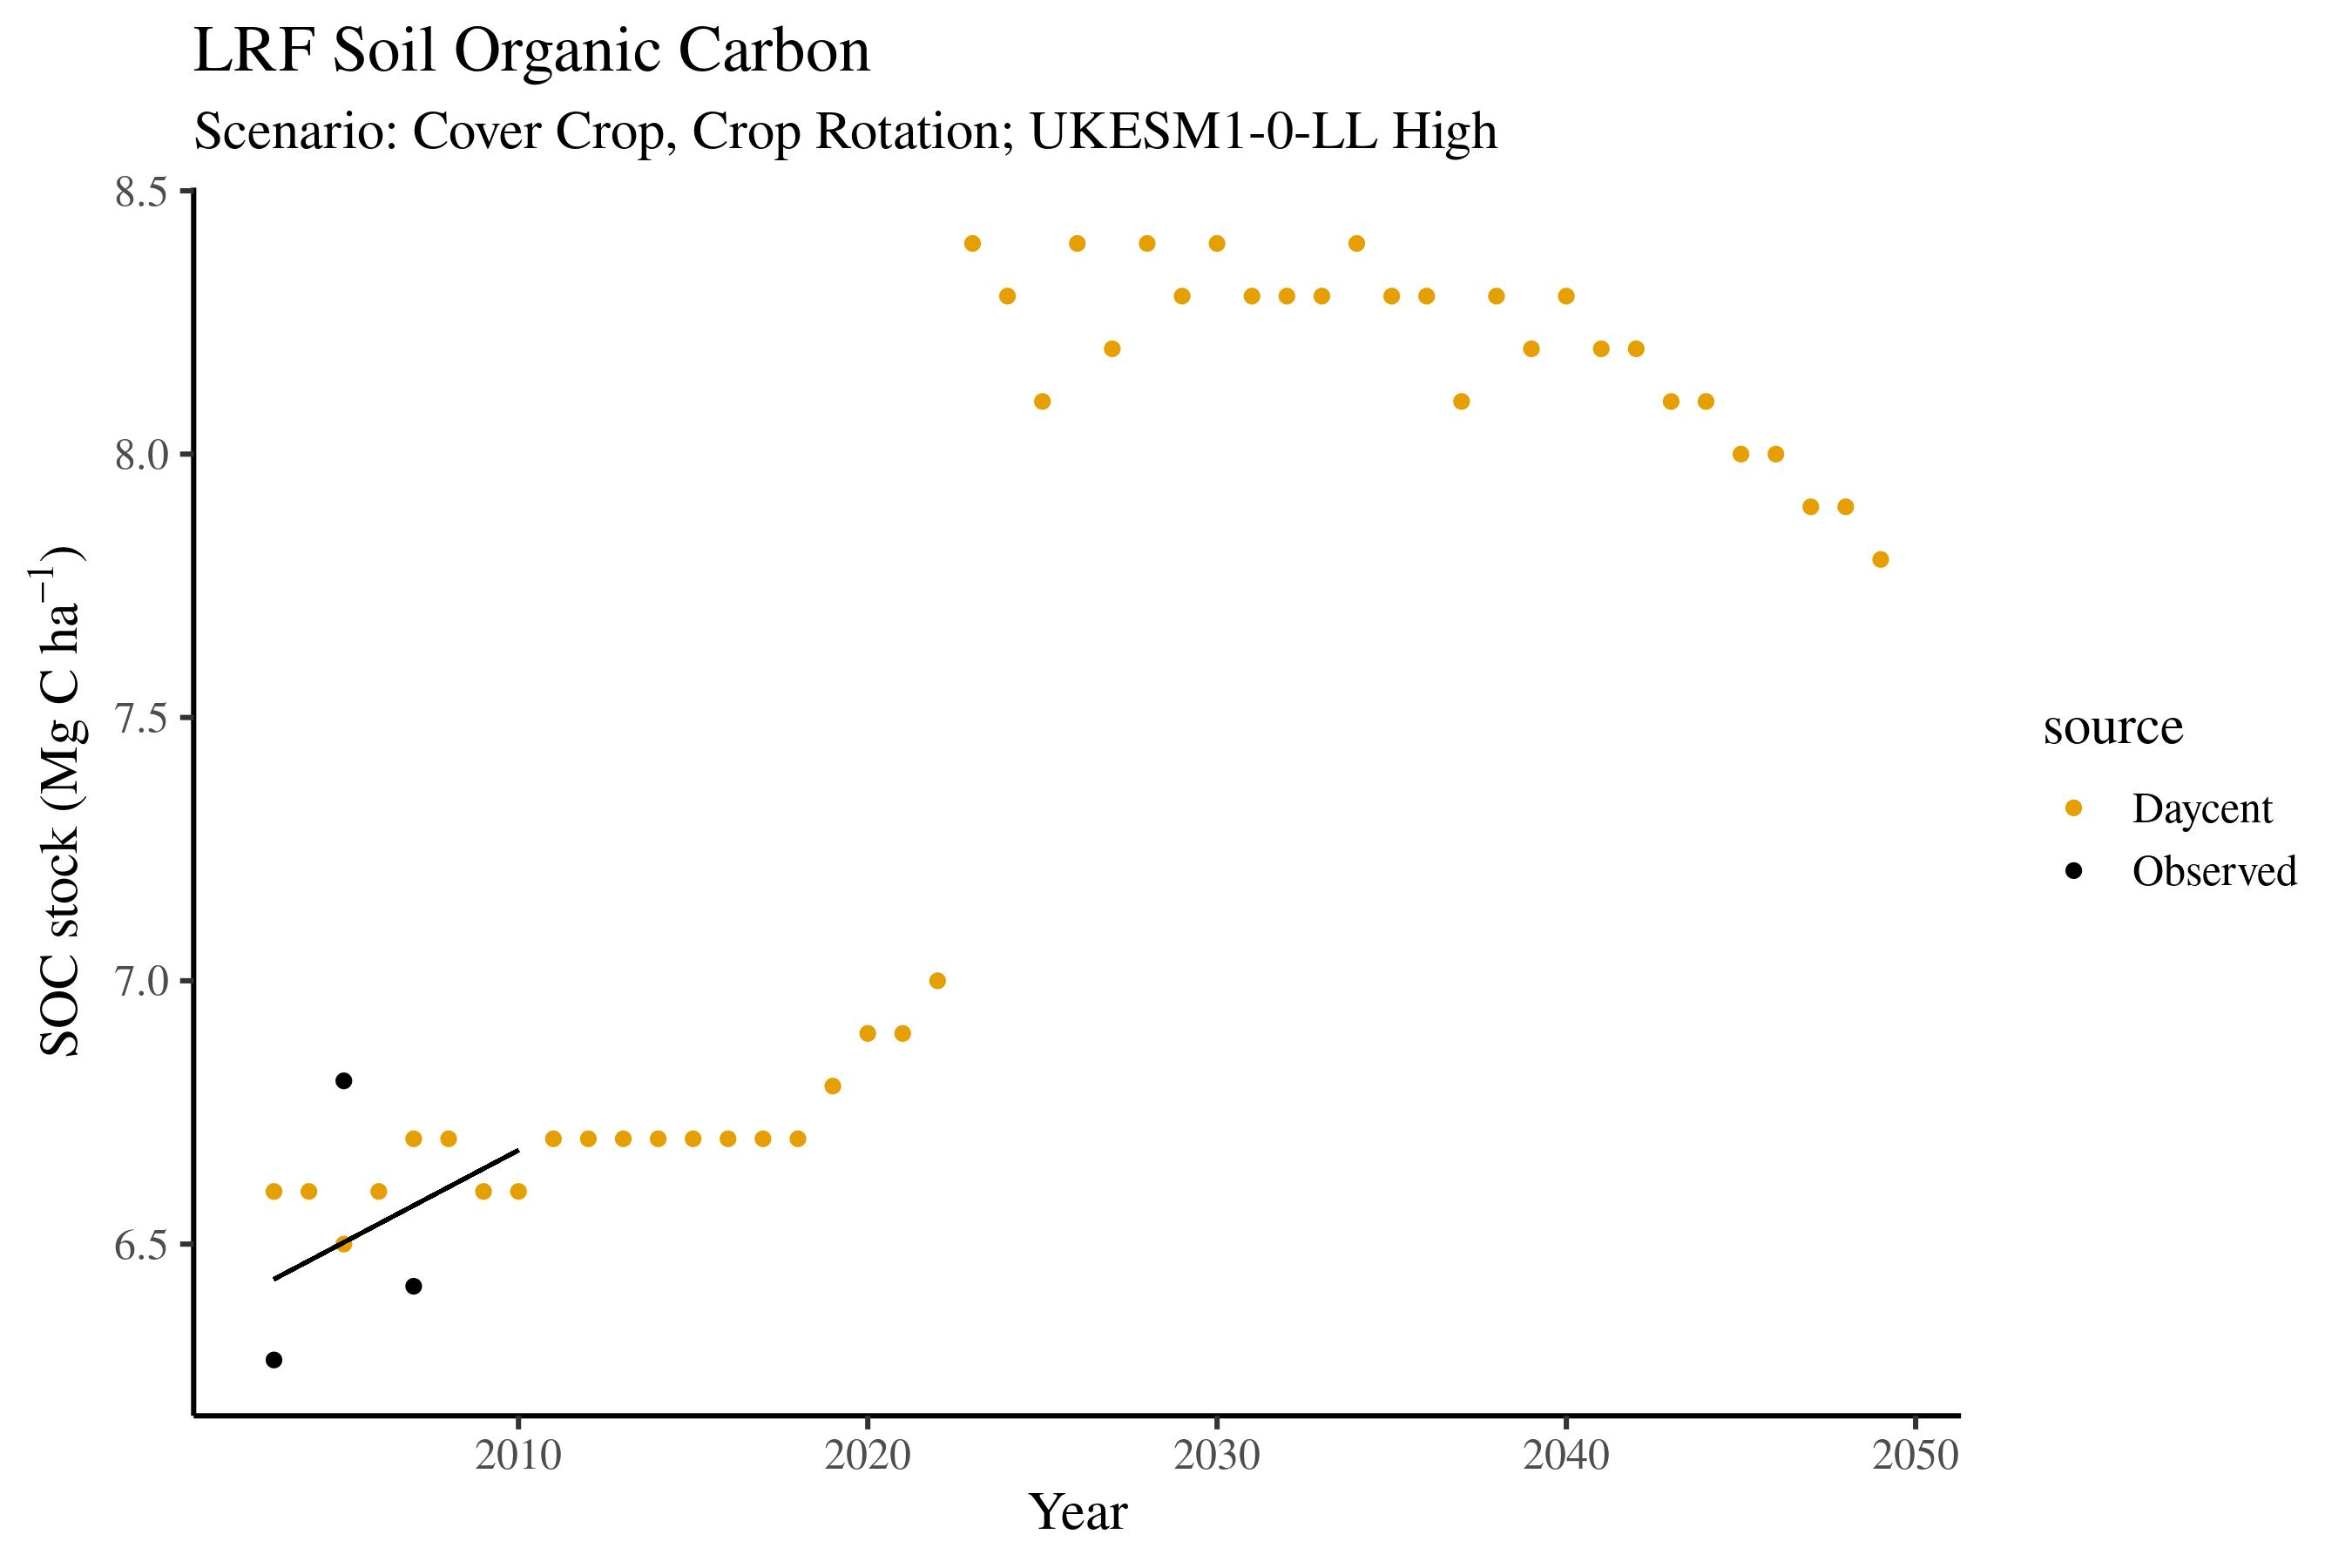 LRF Soil Organic Carbon
Scenario: Cover Crop, Crop Rotation; UKESM1-0-LL High
8.5
8.0
7.5
7.0
6.5
SOC stock (Mg C ha⁻¹)
2010 2020 2030 2040 2050
Year
source
Daycent
Observed